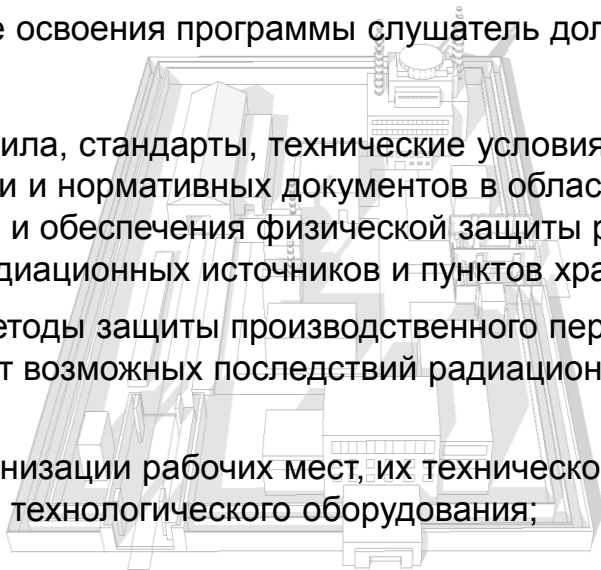 е освоения программы слушатель дол
ила, стандарты, технические условия
и и нормативных документов в облас
и обеспечения физической защиты р
диационных источников и пунктов хра
етоды защиты производственного пер
т возможных последствий радиацион
низации рабочих мест, их техническо
технологического оборудования;